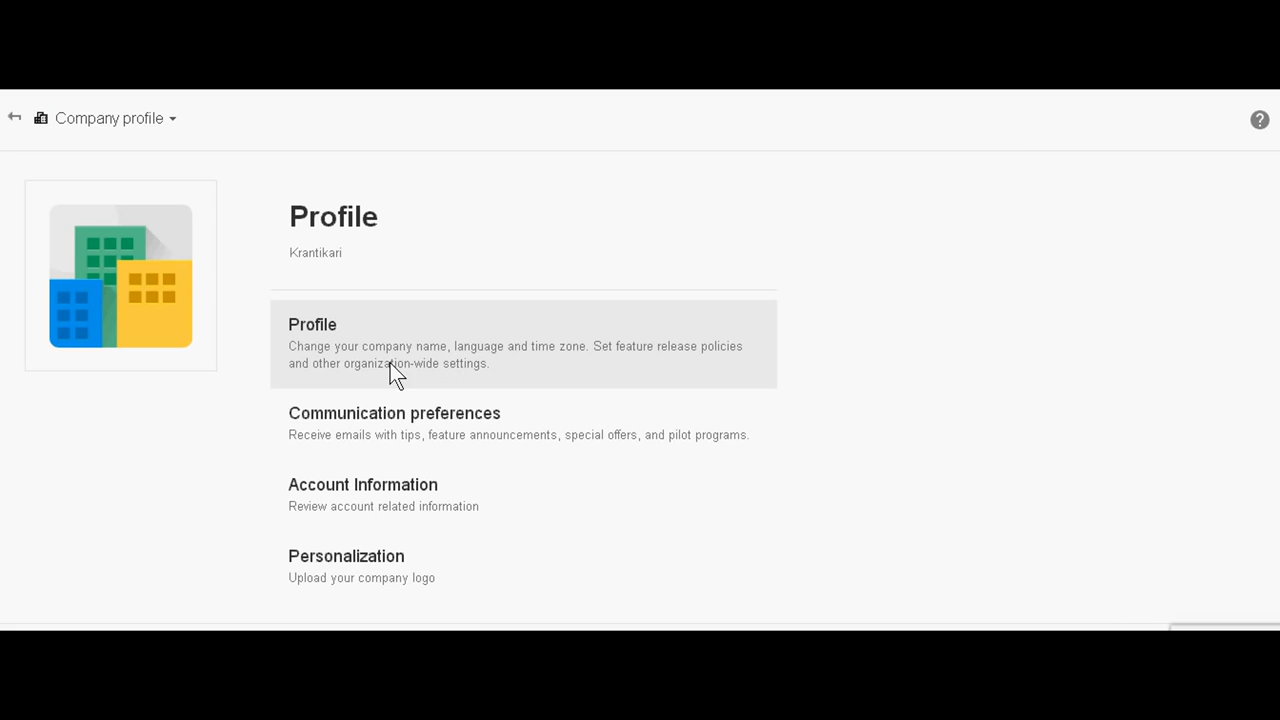 Company profile
Profile
Krantikari
Profile
Change your company name, language and time zone. Set feature release policies
and other organization-wide settings.
Communication preferences
Receive emails with tips, feature announcements, special offers, and pilot programs.
Account Information
Review account related information
Personalization
Upload your company logo